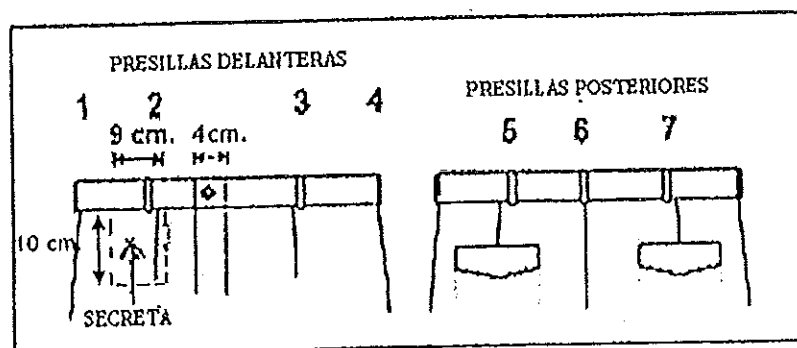 PRESILLAS DELANTERAS
1 2 3 4
9 cm. 4cm.
10 cm
SECRETA
PRESILLAS POSTERIORES
5 6 7